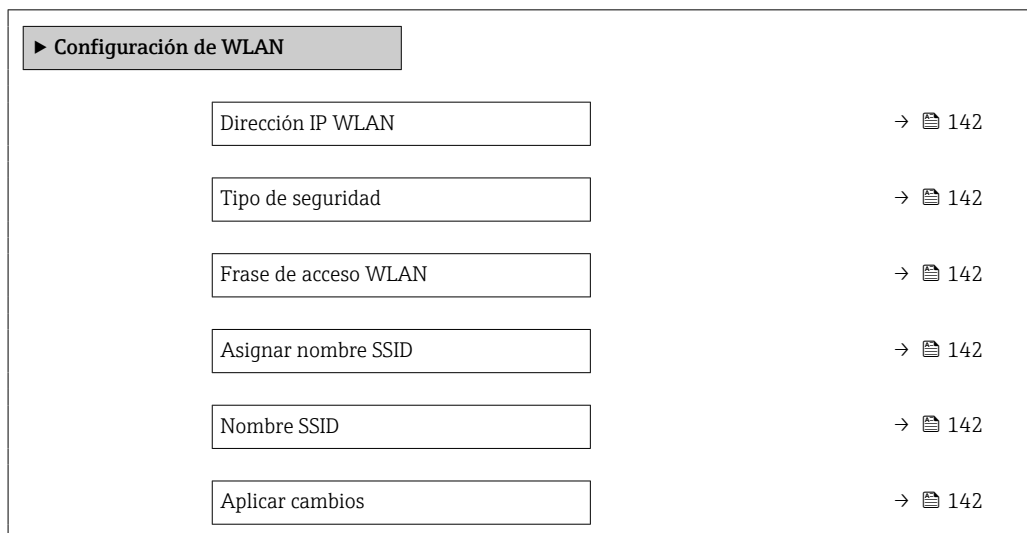 ▶ Configuración de WLAN
Dirección IP WLAN → 142
Tipo de seguridad → 142
Frase de acceso WLAN → 142
Asignar nombre SSID → 142
Nombre SSID → 142
Aplicar cambios → 142